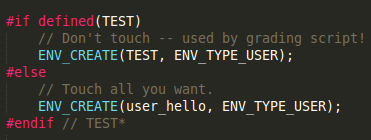 #if defined(TEST)
    // Don't touch -- used by grading script!
    ENV_CREATE(TEST, ENV_TYPE_USER);
#else
    // Touch all you want.
    ENV_CREATE(user_hello, ENV_TYPE_USER);
#endif // TEST*